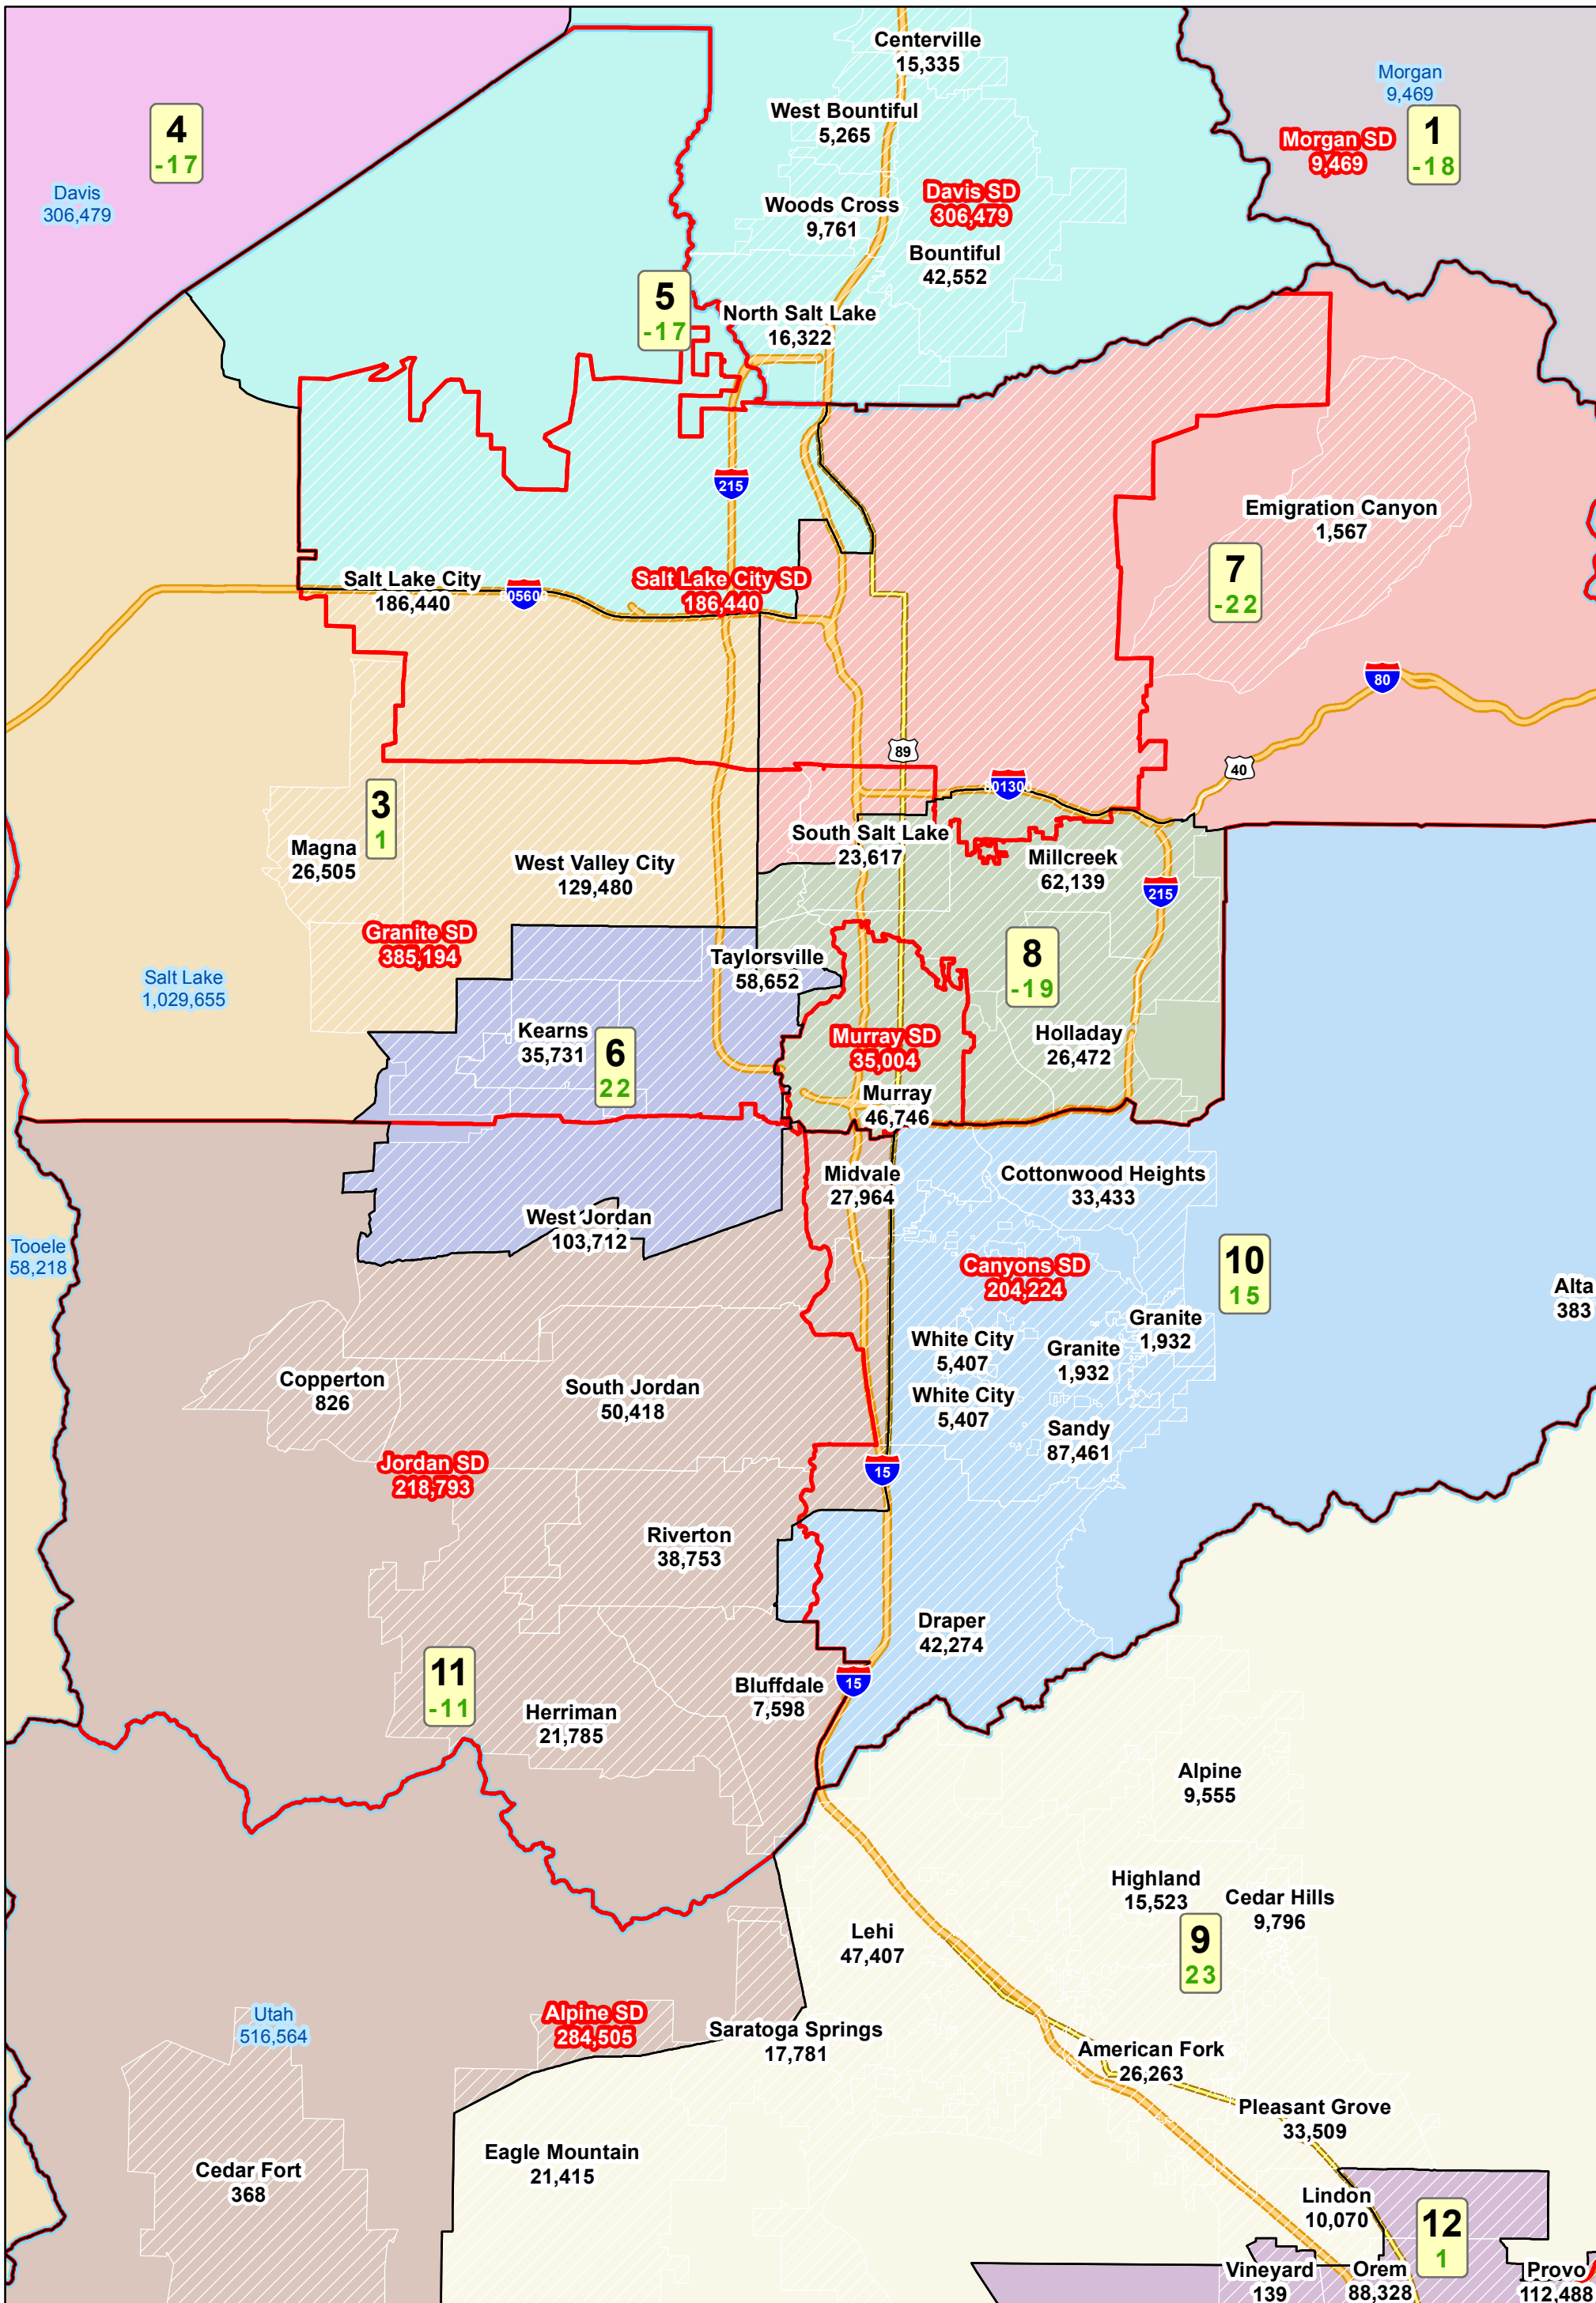 Centerville
15,335
Morgan
9,469
4
-17
West Bountiful
5,265
Morgan SD
9,469
1
-18
Davis
306,479
Woods Cross
9,761
Davis SD
306,479
Bountiful
42,552
5
-17
North Salt Lake
16,322
215
Emigration Canyon
1,567
7
-22
Salt Lake City
186,440
Salt Lake City SD
186,440
80
89
40
3
1
Magna
26,505
West Valley City
129,480
South Salt Lake
23,617
Millcreek
62,139
215
Granite SD
385,194
Salt Lake
1,029,655
Taylorsville
58,652
8
-19
Kearns
35,731
6
22
Murray SD
35,004
Holladay
26,472
Murray
46,746
Midvale
27,964
Cottonwood Heights
33,433
West Jordan
103,712
Tooele
58,218
Canyons SD
204,224
10
15
Alta
383
Granite
1,932
White City
5,407
Granite
1,932
Copperton
826
South Jordan
50,418
White City
5,407
Sandy
87,461
Jordan SD
218,793
15
Riverton
38,753
Draper
42,274
11
-11
Bluffdale
7,598
15
Herriman
21,785
Alpine
9,555
Highland
15,523
Cedar Hills
9,796
Lehi
47,407
9
23
Utah
516,564
Alpine SD
284,505
Saratoga Springs
17,781
American Fork
26,263
Pleasant Grove
33,509
Eagle Mountain
21,415
Cedar Fort
368
Lindon
10,070
12
1
Vineyard
139
Orem
88,328
Provo
112,488